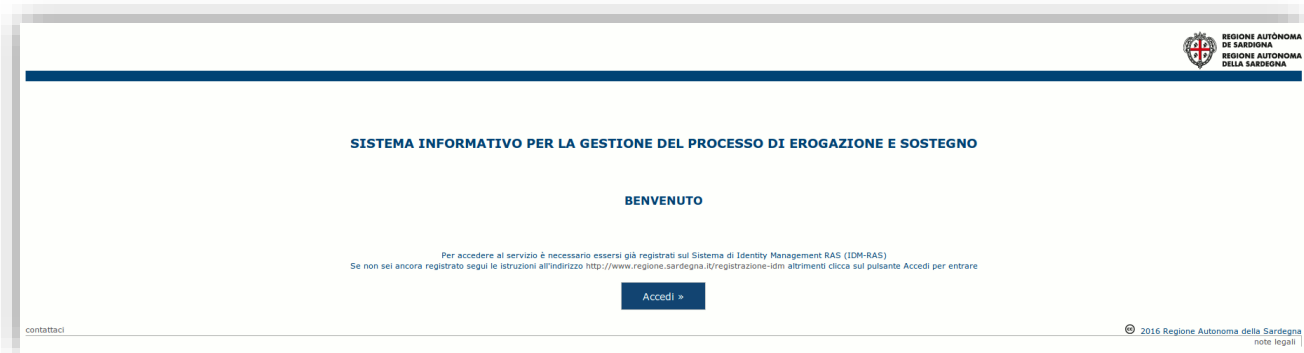 REGIONE AUTÒNOMA
DE SARDIGNA
REGIONE AUTONOMA
DELLA SARDEGNA
SISTEMA INFORMATIVO PER LA GESTIONE DEL PROCESSO DI EROGAZIONE E SOSTEGNO
BENVENUTO
Per accedere al servizio è necessario essersi già registrati sul Sistema di Identity Management RAS (IDM-RAS)
Se non sei ancora registrato segui le istruzioni all'indirizzo http://www.regione.sardegna.it/registrazione-idm altrimenti clicca sul pulsante Accedi per entrare
Accedi »
contattaci
🅭 2016 Regione Autonoma della Sardegna
note legali